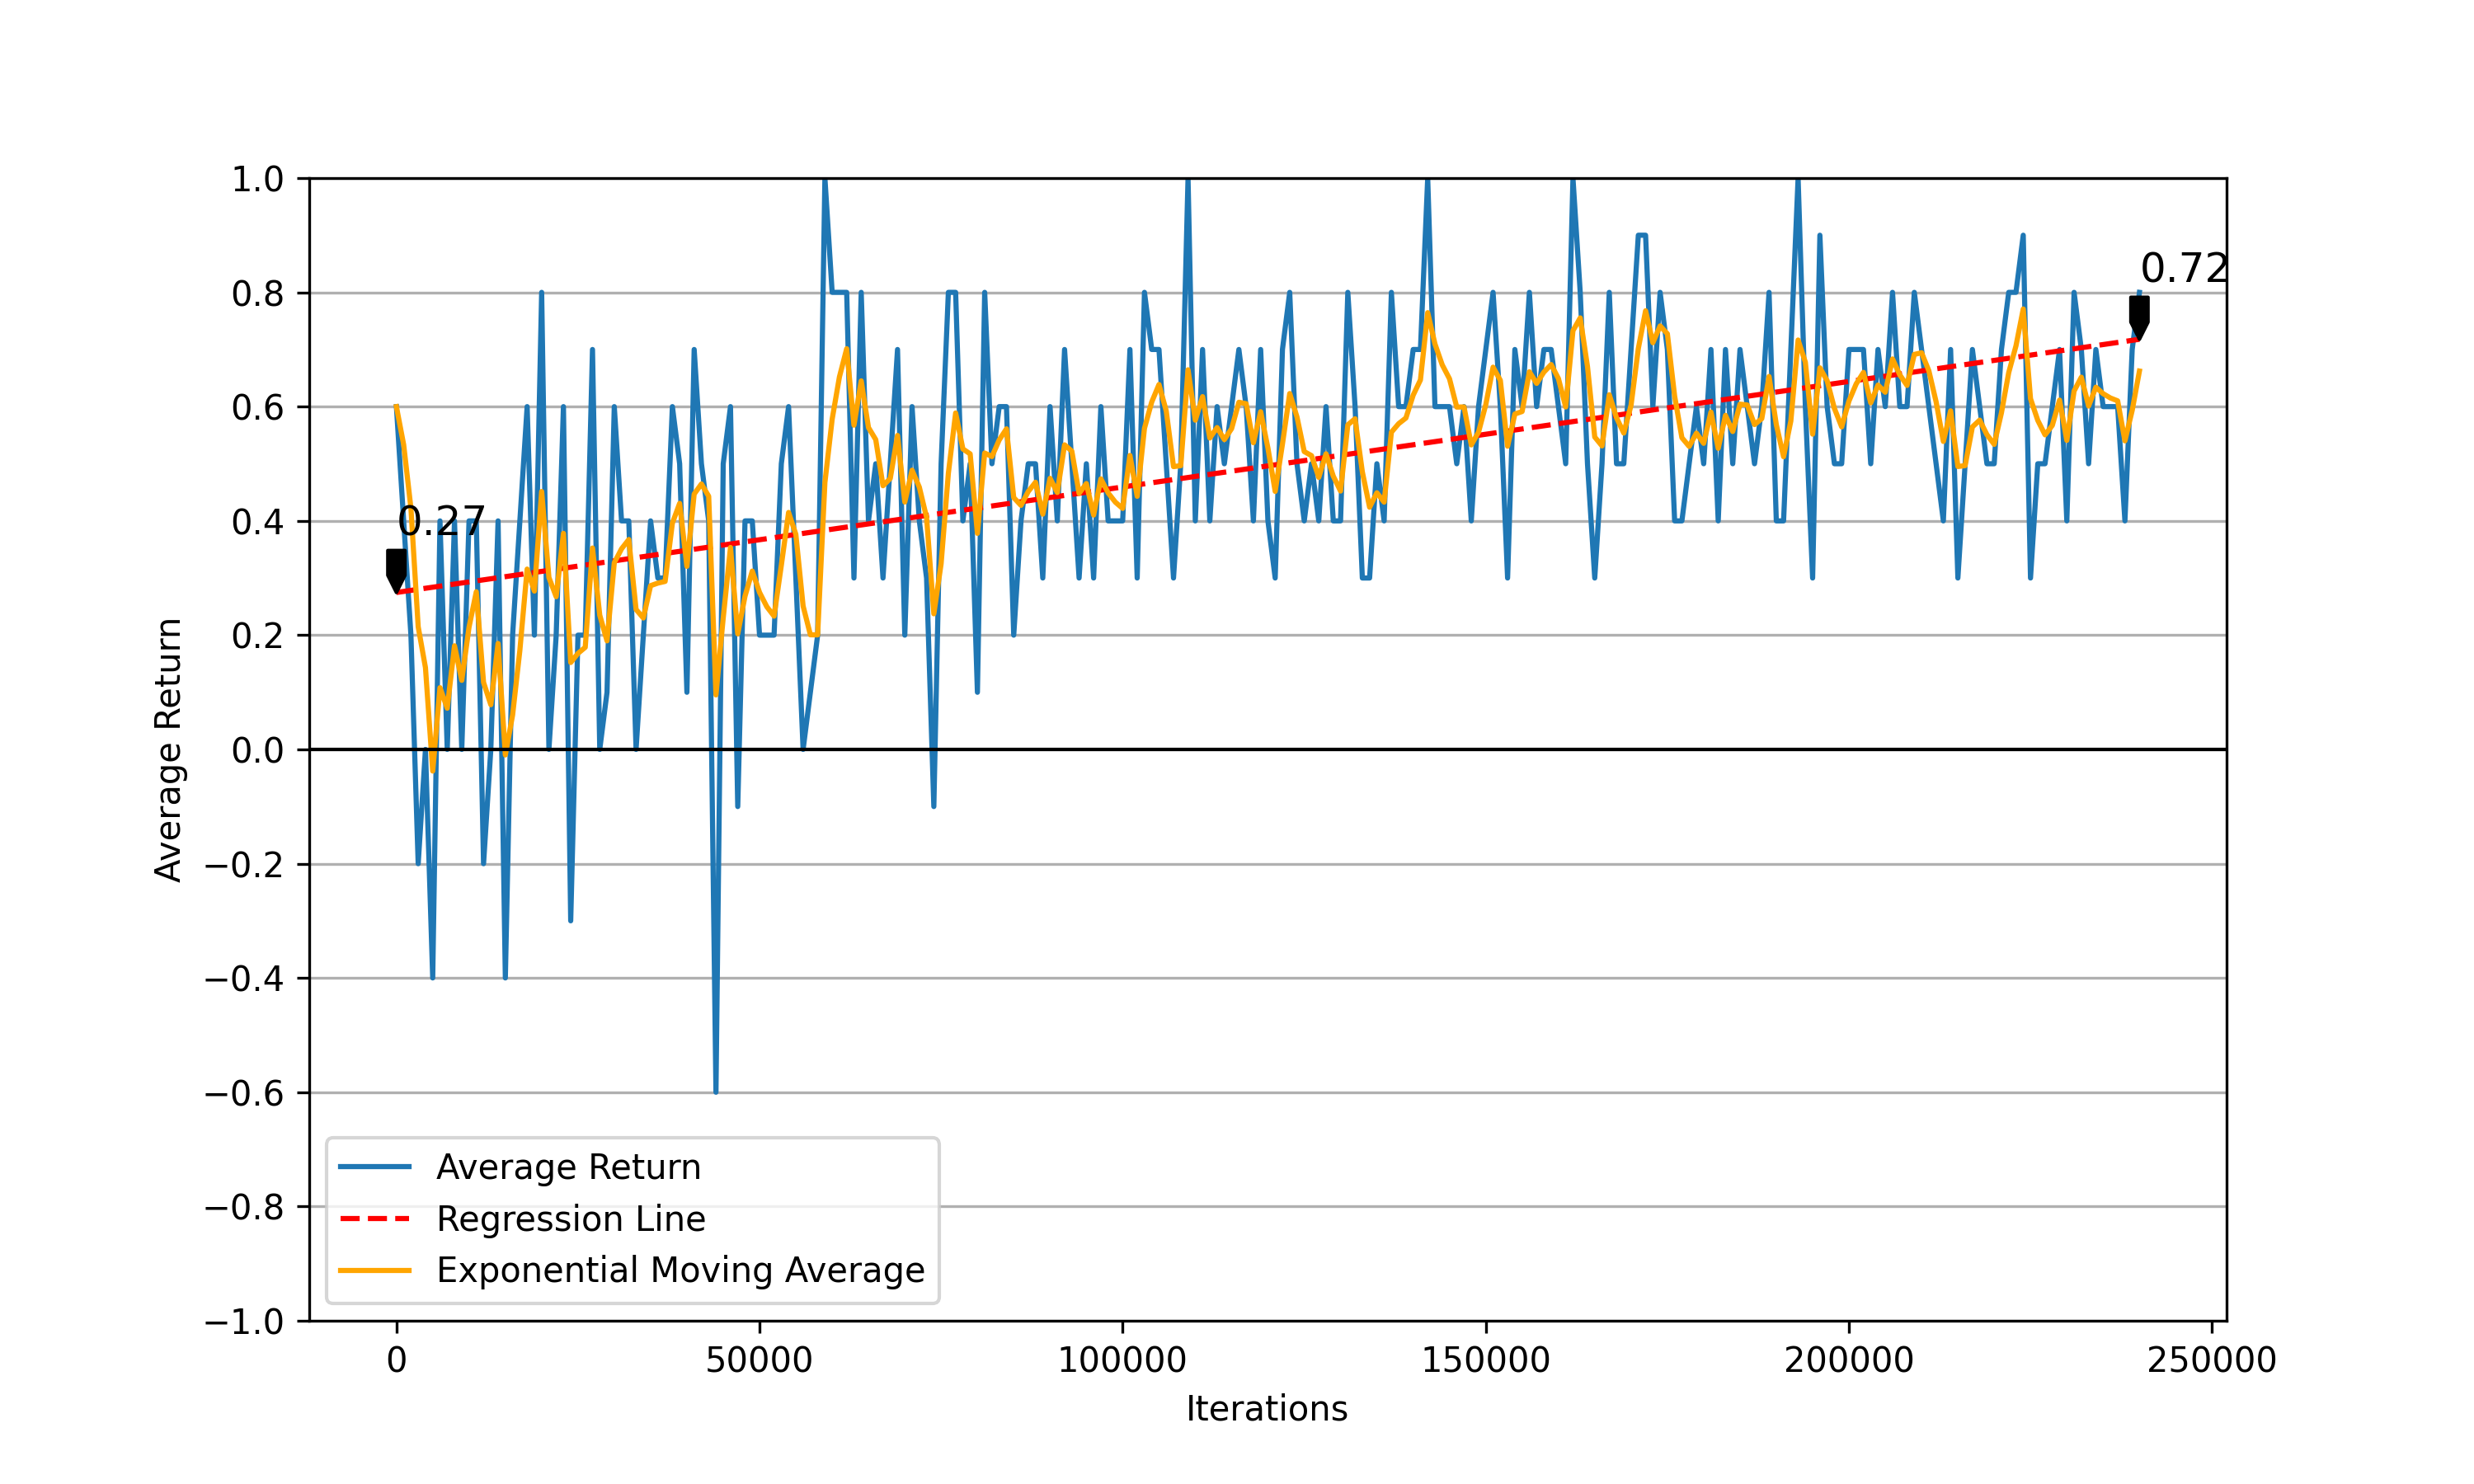 1.0
0.8
0.6
0.4
0.2
0.0
−0.2
−0.4
−0.6
−0.8
−1.0
Average Return
0.27
0.72
Average Return
Regression Line
Exponential Moving Average
0 50000 100000 150000 200000 250000
Iterations